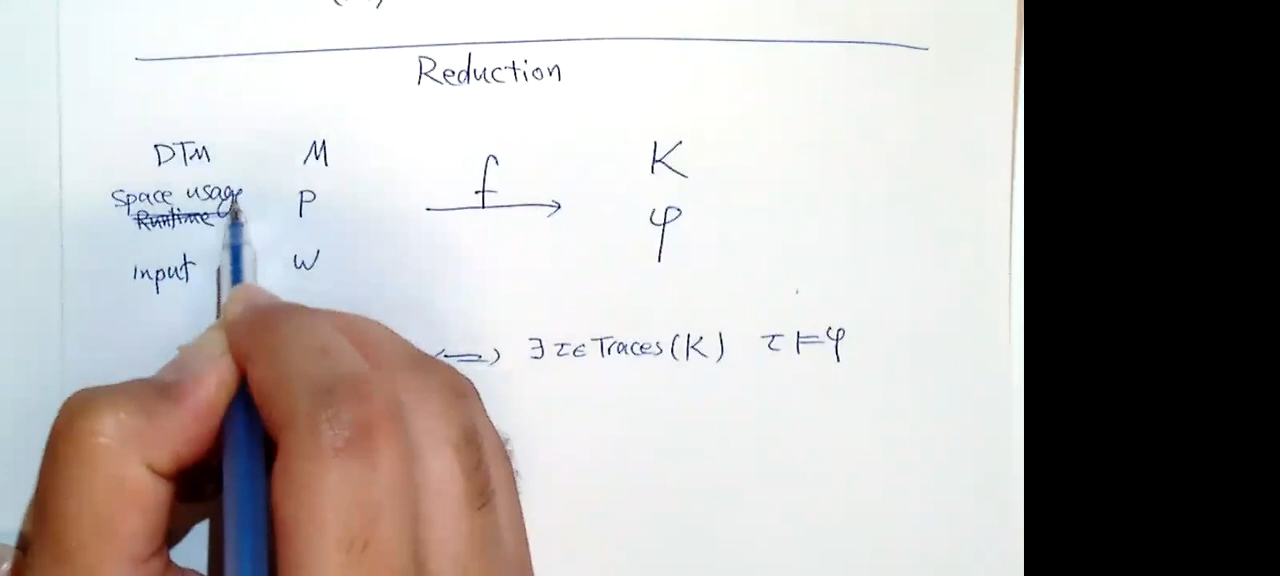 Reduction
DTM M f K
Space usage P φ
Runtime
input W
⟺ ∃ τ ∈ Traces(K) τ ⊨ φ